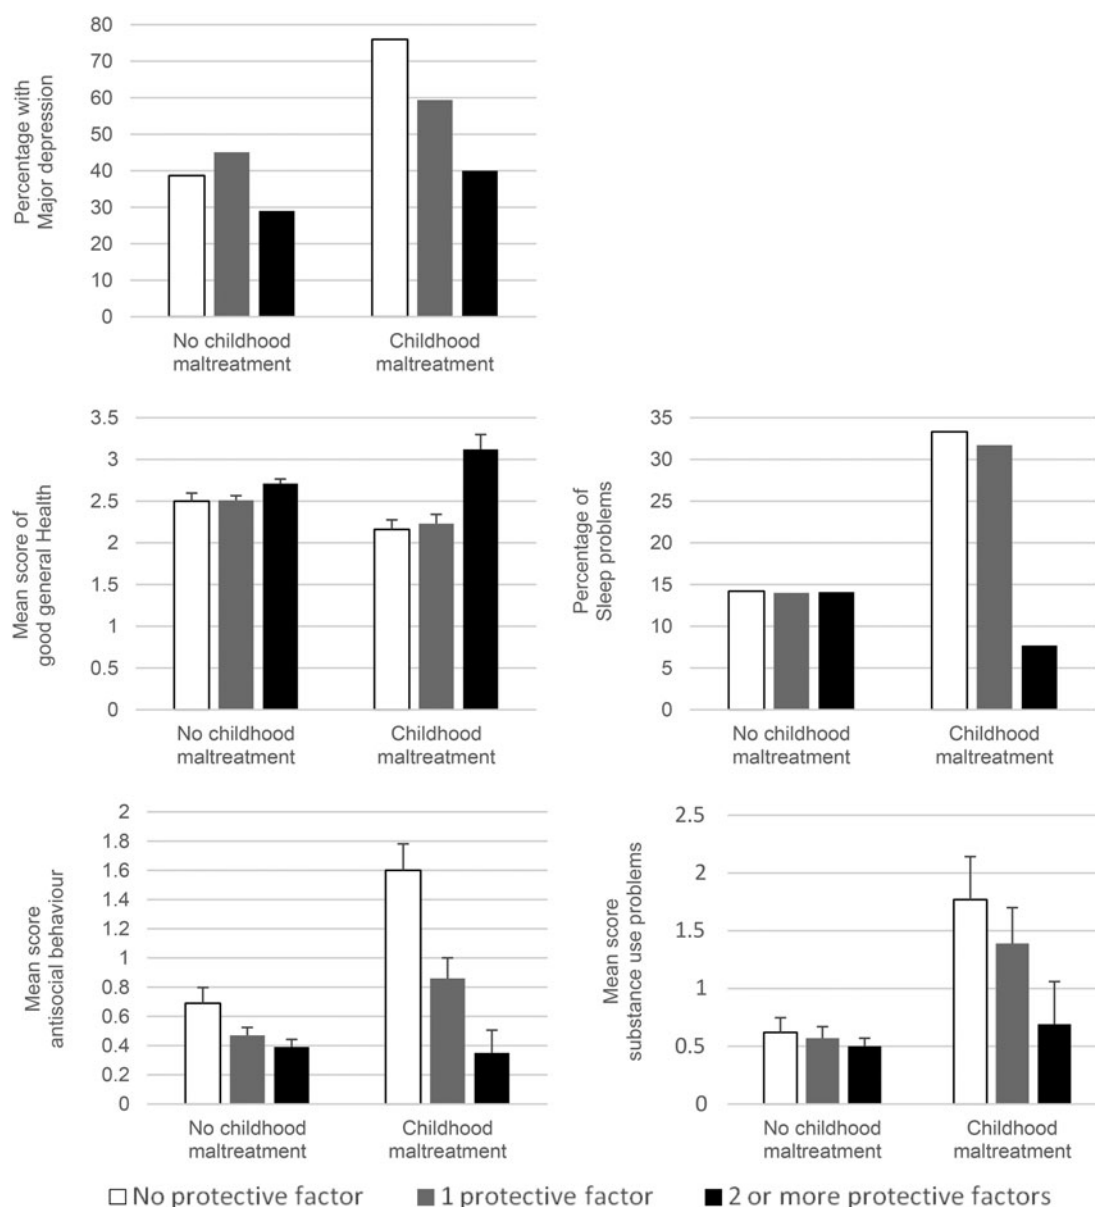 Percentage with
Major depression
80
70
60
50
40
30
20
10
0
No childhood
maltreatment
Childhood
maltreatment
Mean score of
good general Health
3.5
3
2.5
2
1.5
1
0.5
0
No childhood
maltreatment
Childhood
maltreatment
Percentage of
Sleep problems
35
30
25
20
15
10
5
0
No childhood
maltreatment
Childhood
maltreatment
Mean score
antisocial behaviour
2
1.8
1.6
1.4
1.2
1
0.8
0.6
0.4
0.2
0
No childhood
maltreatment
Childhood
maltreatment
Mean score
substance use problems
2.5
2
1.5
1
0.5
0
No childhood
maltreatment
Childhood
maltreatment
No protective factor
1 protective factor
2 or more protective factors